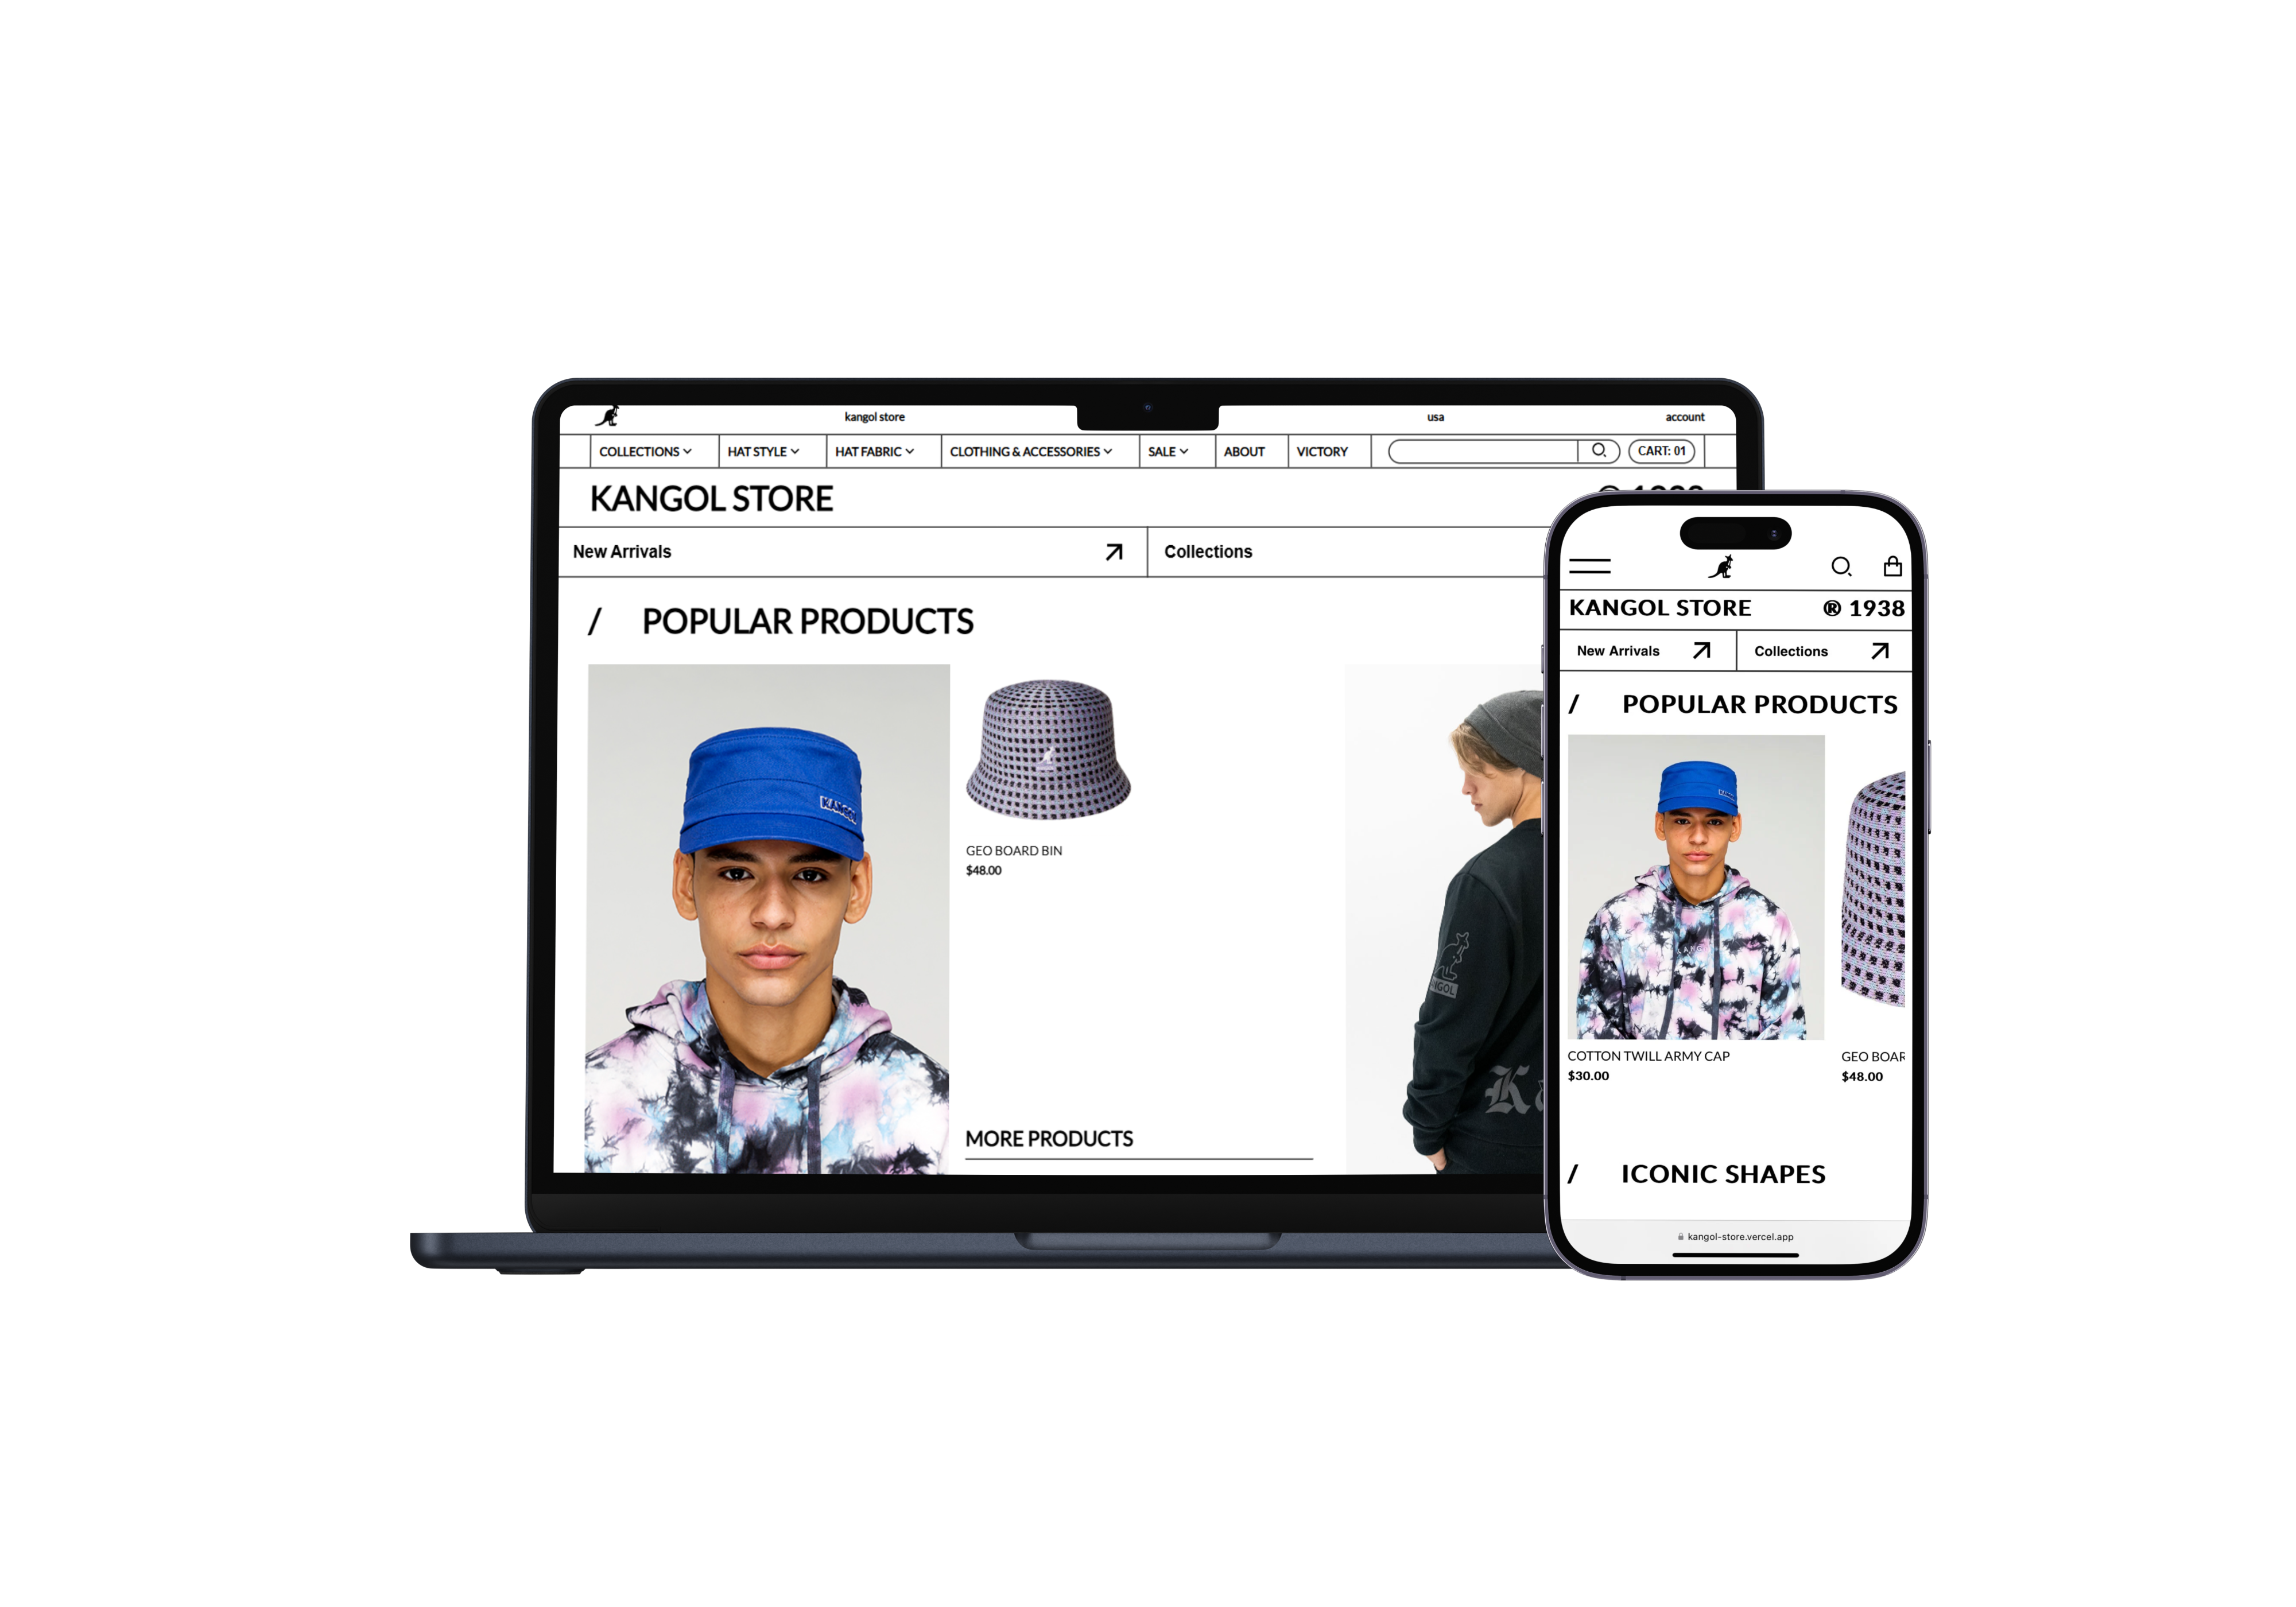 kangol store
usa
account
COLLECTIONS
HAT STYLE
HAT FABRIC
CLOTHING & ACCESSORIES
SALE
ABOUT
VICTORY
CART: 01
KANGOL STORE
New Arrivals
Collections
/ POPULAR PRODUCTS
KANGOL
GEO BOARD BIN
$48.00
MORE PRODUCTS
KANGOL STORE ® 1938
New Arrivals
Collections
/ POPULAR PRODUCTS
COTTON TWILL ARMY CAP
$30.00
GEO BOAR
$48.00
/ ICONIC SHAPES
kangol-store.vercel.app